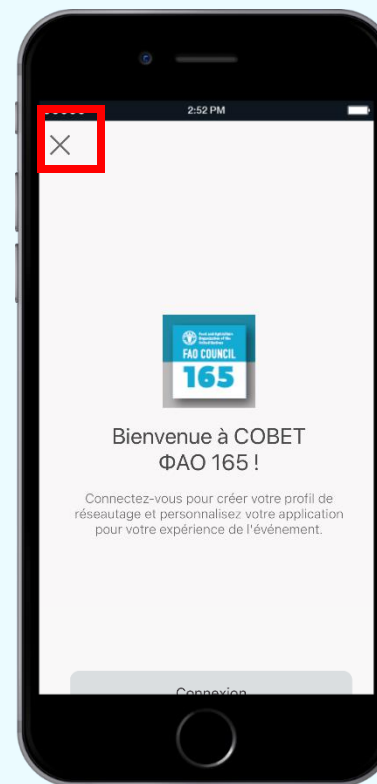 2:52 PM
Food and Agriculture
Organization of the
United Nations
FAO COUNCIL
165
Bienvenue à COBET
ФАО 165 !
Connectez-vous pour créer votre profil de
réseautage et personnalisez votre application
pour votre expérience de l'événement.
Connexion